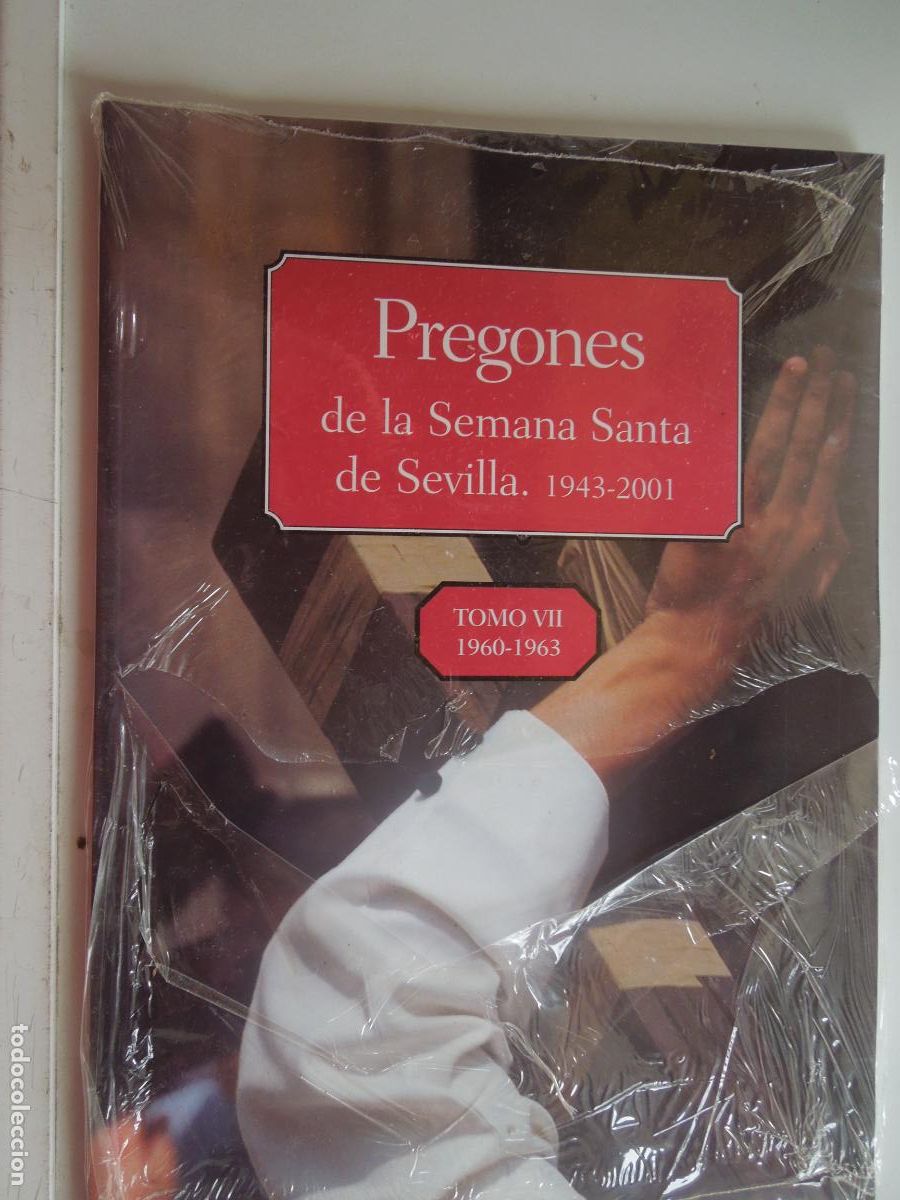 Pregones
de la Semana Santa
de Sevilla. 1943-2001
TOMO VII
1960-1963
todocoleccion